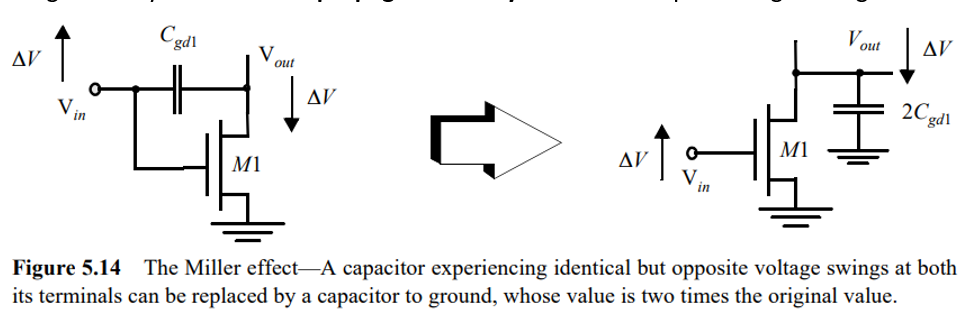 C_gd1
V_out
ΔV
V_in
ΔV
M1
V_out
ΔV
2C_gd1
ΔV
V_in
M1
Figure 5.14 The Miller effect—A capacitor experiencing identical but opposite voltage swings at both
its terminals can be replaced by a capacitor to ground, whose value is two times the original value.